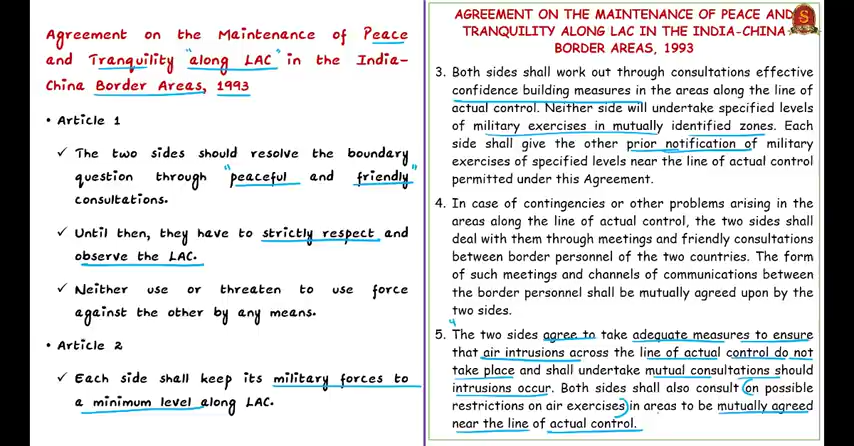 Agreement on the Maintenance of Peace
and Tranquility "along LAC" in the India-
China Border Areas, 1993
• Article 1
✓ The two sides should resolve the boundary
question through "peaceful and friendly"
consultations.
✓ Until then, they have to strictly respect and
observe the LAC.
✓ Neither use or threaten to use force
against the other by any means.
• Article 2
✓ Each side shall keep its military forces to
a minimum level along LAC.
AGREEMENT ON THE MAINTENANCE OF PEACE AND
TRANQUILITY ALONG LAC IN THE INDIA-CHINA
BORDER AREAS, 1993
3. Both sides shall work out through consultations effective
confidence building measures in the areas along the line of
actual control. Neither side will undertake specified levels
of military exercises in mutually identified zones. Each
side shall give the other prior notification of military
exercises of specified levels near the line of actual control
permitted under this Agreement.
4. In case of contingencies or other problems arising in the
areas along the line of actual control, the two sides shall
deal with them through meetings and friendly consultations
between border personnel of the two countries. The form
of such meetings and channels of communications between
the border personnel shall be mutually agreed upon by the
two sides.
5. The two sides agree to take adequate measures to ensure
that air intrusions across the line of actual control do not
take place and shall undertake mutual consultations should
intrusions occur. Both sides shall also consult (on possible
restrictions on air exercises) in areas to be mutually agreed
near the line of actual control.